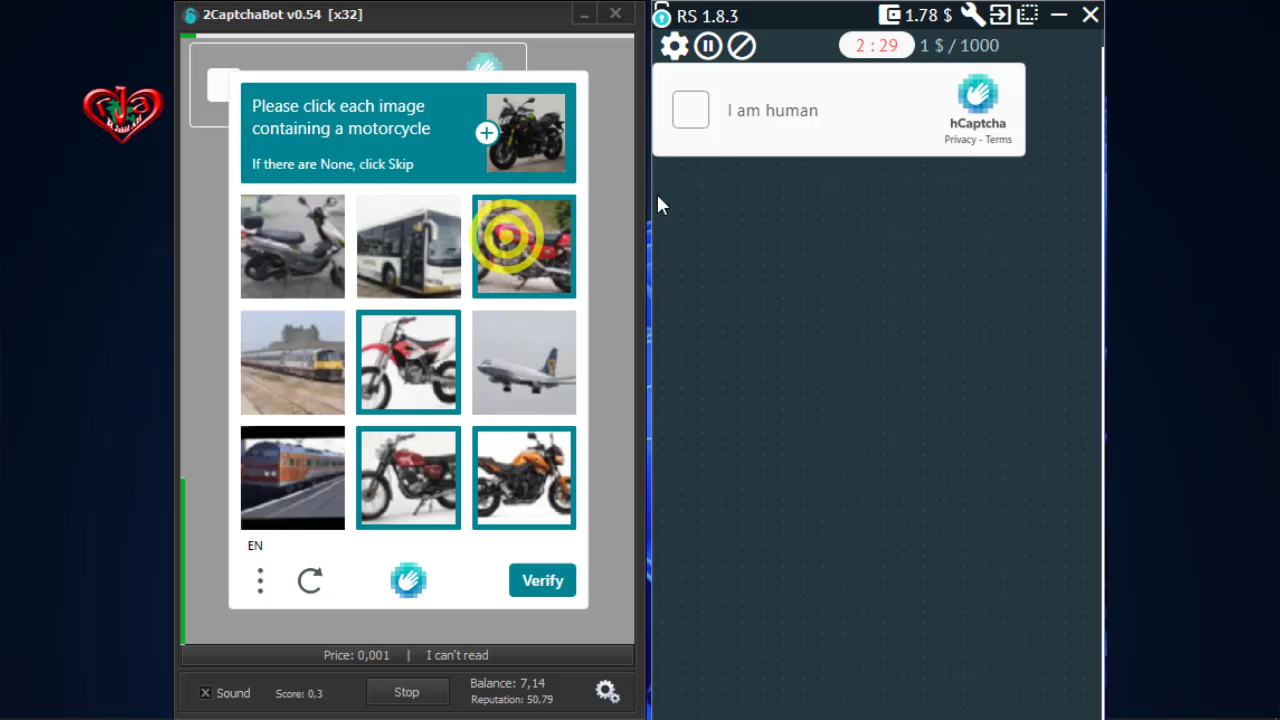 2CaptchaBot v0.54 [x32]
Please click each image
containing a motorcycle
If there are None, click Skip
EN
Verify
Price: 0,001 | I can't read
Sound
Score: 0,3
Stop
Balance: 7,14
Reputation: 50,79
RS 1.8.3
1.78 $
2 : 29
1 $ / 1000
I am human
hCaptcha
Privacy - Terms